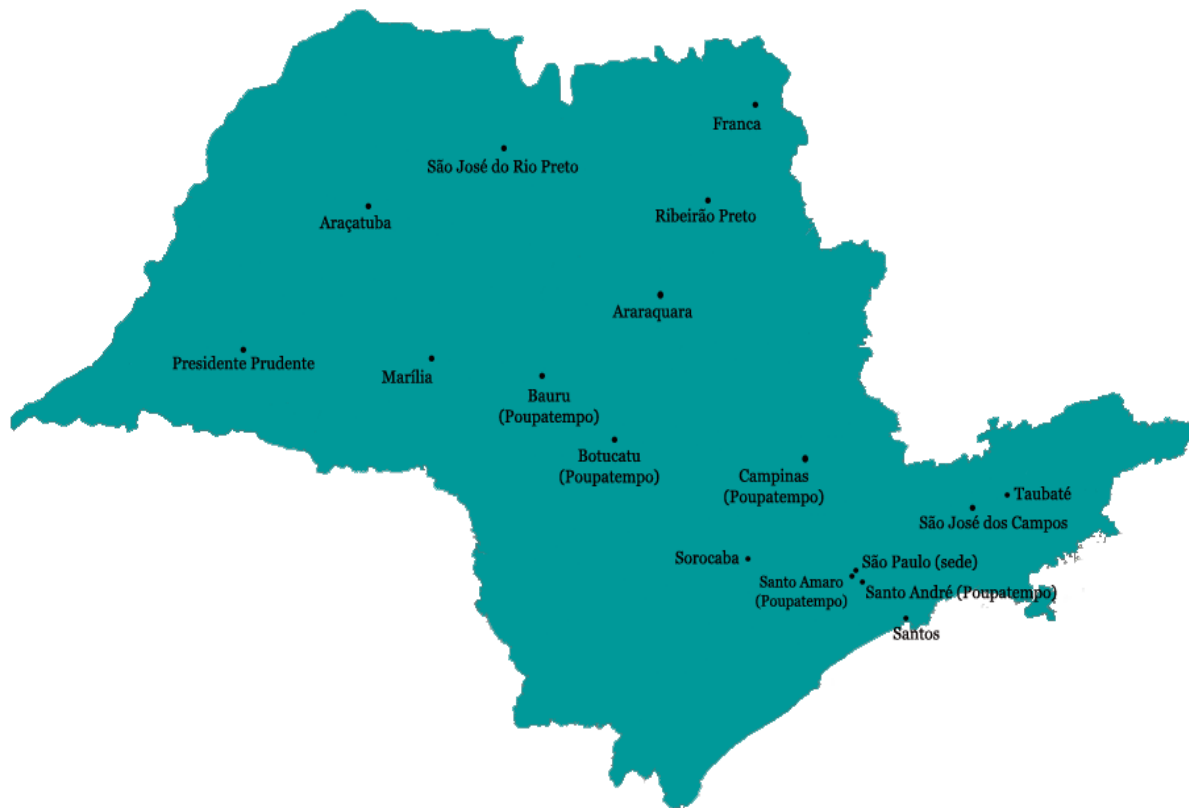 Franca
São José do Rio Preto
Araçatuba
Ribeirão Preto
Araraquara
Presidente Prudente
Marília
Bauru
(Poupatempo)
Botucatu
(Poupatempo)
Campinas
(Poupatempo)
Taubaté
São José dos Campos
Sorocaba
São Paulo (sede)
Santo Amaro
(Poupatempo)
Santo André (Poupatempo)
Santos